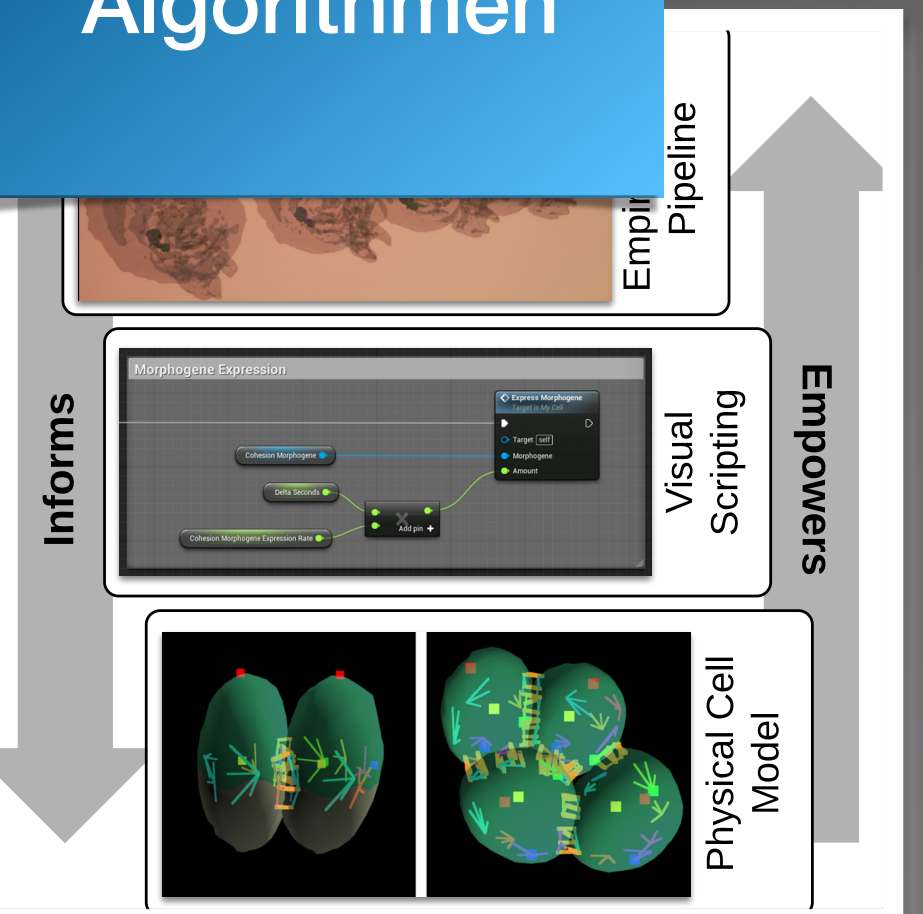 Algorithmen
Pipeline
Informs
Empowers
Morphogene Expression
Express Morphogene
Target is My Cell
Target self
Cohesion Morphogene
Morphogene
Amount
Delta Seconds
Add pin
Cohesion Morphogene Expression Rate
Visual
Scripting
Physical Cell
Model